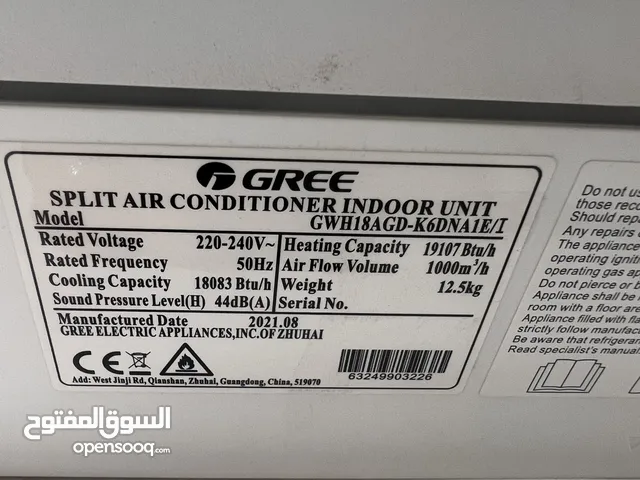 GREE
SPLIT AIR CONDITIONER INDOOR UNIT
Model GWH18AGD-K6DNA1E/I
Rated Voltage 220-240V~
Rated Frequency 50Hz
Cooling Capacity 18083 Btu/h
Sound Pressure Level(H) 44dB(A)
Heating Capacity 19107 Btu/h
Air Flow Volume 1000m³/h
Weight 12.5kg
Serial No.
Manufactured Date 2021.08
GREE ELECTRIC APPLIANCES,INC.OF ZHUHAI
CE
63249903226
Add: West Jinji Rd, Qianshan, Zhuhai, Guangdong, China, 519070
Do not us
those recon
Should repa
Any repairs
The appliance
operating igniti
operating gas ap
Do not pierce or b
Appliance shall be
room with a floor are
Appliance filled with fla
strictly follow manufac
Be aware that refrigeran
Read specialist's manua
السوق المفتوح
opensooq.com